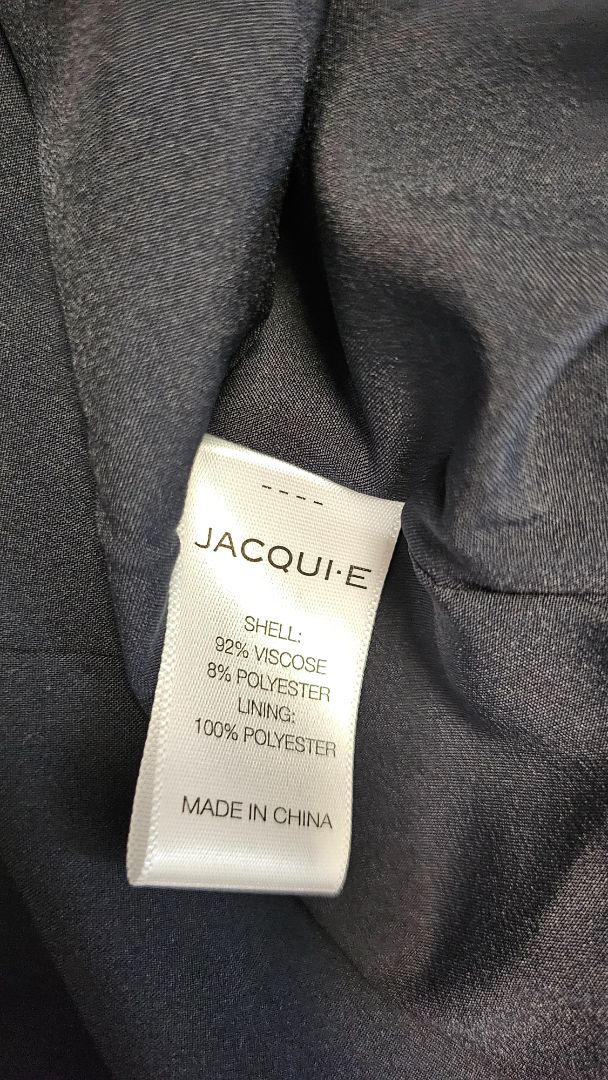 JACQUI·E
SHELL:
92% VISCOSE
8% POLYESTER
LINING:
100% POLYESTER
MADE IN CHINA